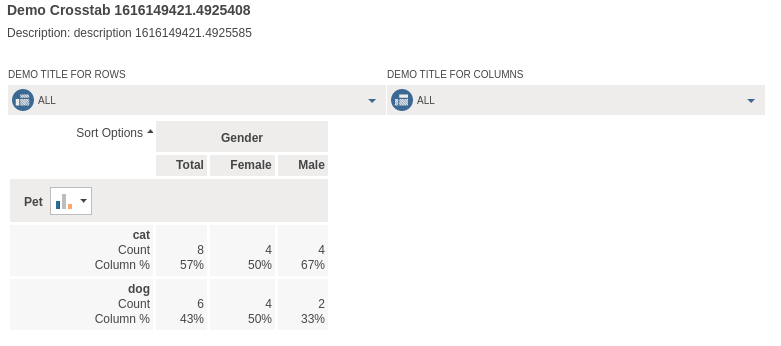 Demo Crosstab 1616149421.4925408
Description: description 1616149421.4925585
DEMO TITLE FOR ROWS DEMO TITLE FOR COLUMNS
ALL ALL
Sort Options Gender
Total Female Male
Pet
cat
Count 8 4 4
Column % 57% 50% 67%
dog
Count 6 4 2
Column % 43% 50% 33%